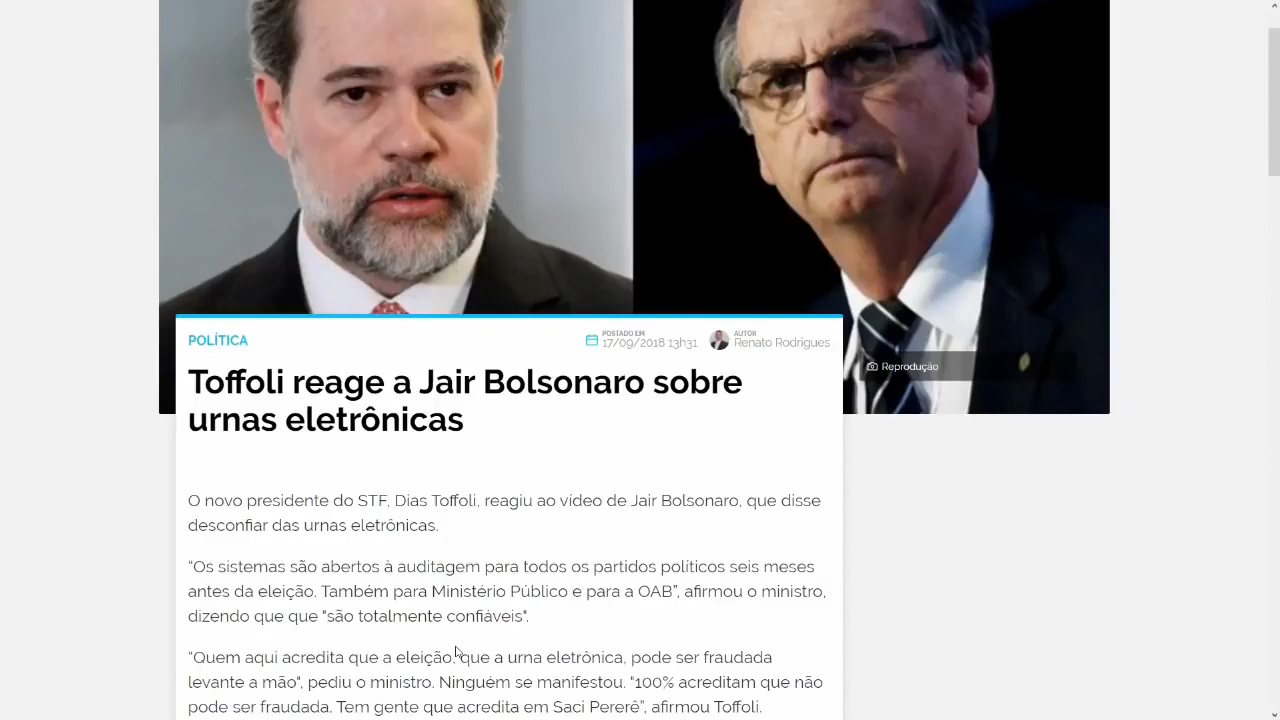 Reprodução
POLÍTICA
POSTADO EM
17/09/2018 13h31
AUTOR
Renato Rodrigues
Toffoli reage a Jair Bolsonaro sobre
urnas eletrônicas
O novo presidente do STF, Dias Toffoli, reagiu ao vídeo de Jair Bolsonaro, que disse
desconfiar das urnas eletrônicas.
“Os sistemas são abertos à auditagem para todos os partidos políticos seis meses
antes da eleição. Também para Ministério Público e para a OAB”, afirmou o ministro,
dizendo que que "são totalmente confiáveis".
“Quem aqui acredita que a eleição, que a urna eletrônica, pode ser fraudada
levante a mão", pediu o ministro. Ninguém se manifestou. "100% acreditam que não
pode ser fraudada. Tem gente que acredita em Saci Pererê”, afirmou Toffoli.